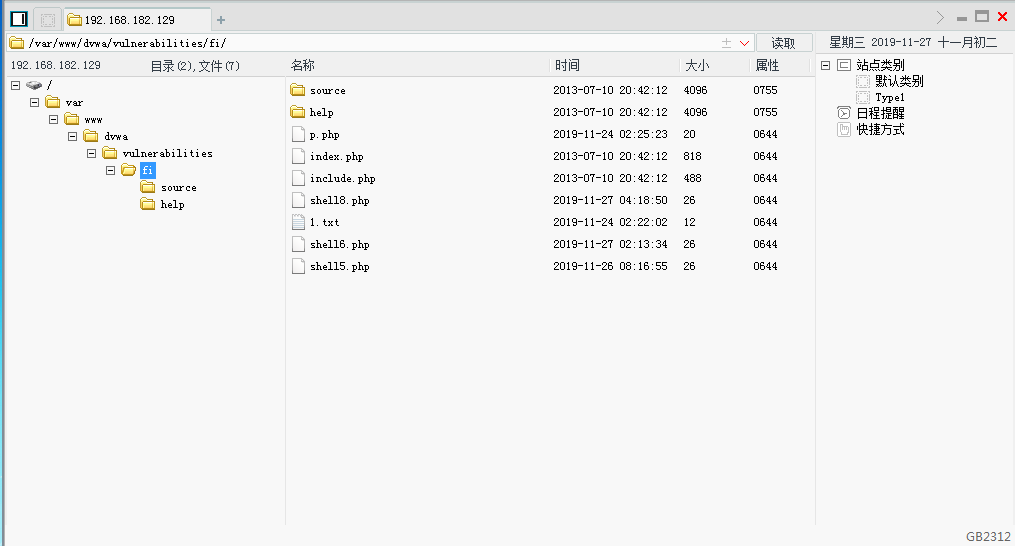 192.168.182.129
/var/www/dvwa/vulnerabilities/fi/ 读取 星期三 2019-11-27 十一月初二
192.168.182.129 目录(2),文件(7) 名称 时间 大小 属性
/
var
www
dvwa
vulnerabilities
fi
source
help
source 2013-07-10 20:42:12 4096 0755
help 2013-07-10 20:42:12 4096 0755
p.php 2019-11-24 02:25:23 20 0644
index.php 2013-07-10 20:42:12 818 0644
include.php 2013-07-10 20:42:12 488 0644
shell8.php 2019-11-27 04:18:50 26 0644
1.txt 2019-11-24 02:22:02 12 0644
shell6.php 2019-11-27 02:13:34 26 0644
shell5.php 2019-11-26 08:16:55 26 0644
站点类别
默认类别
Type1
日程提醒
快捷方式
GB2312